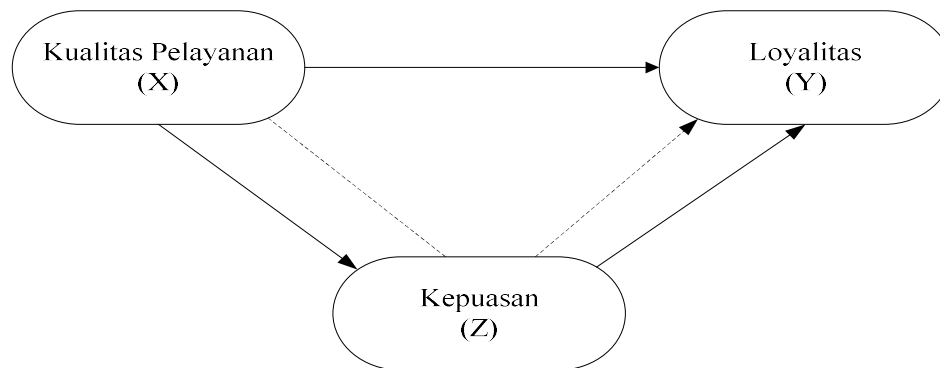 Kualitas Pelayanan
(X)
Loyalitas
(Y)
Kepuasan
(Z)